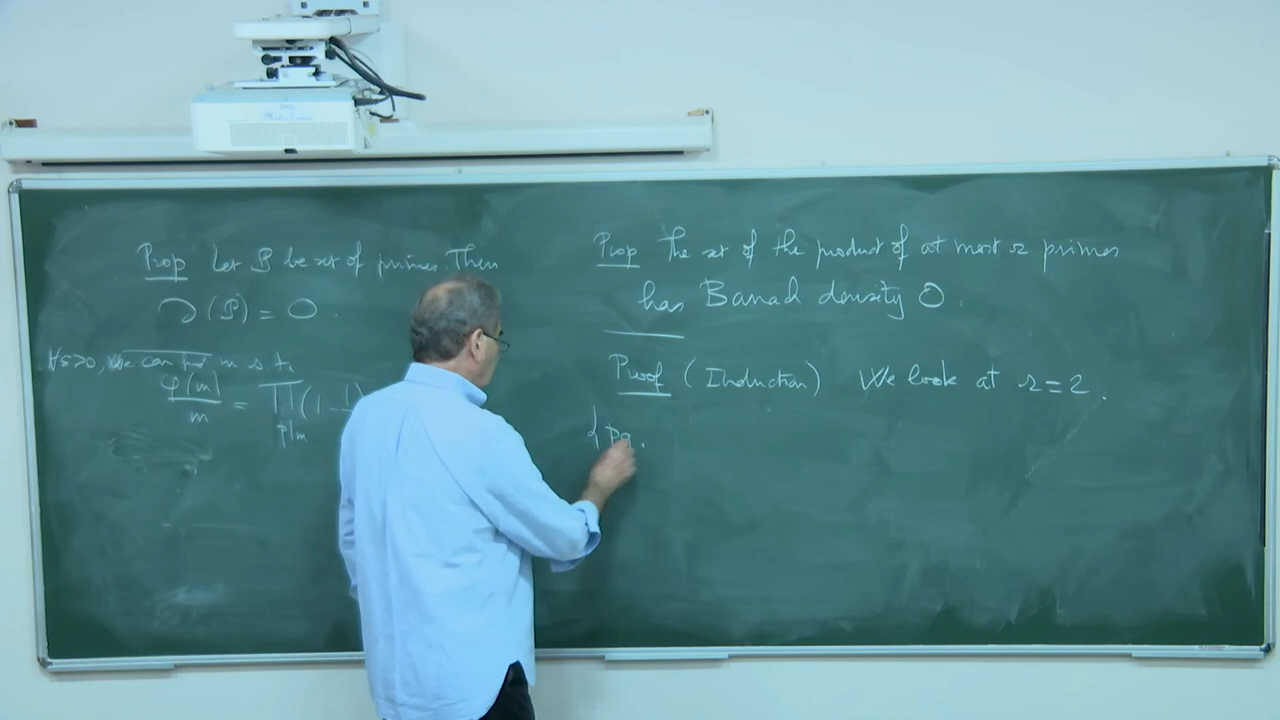 Prop Let P be set of primes. Then
∂(P) = 0.
∀ε>0, we can find m s.t.
φ(m)/m = ∏_{p|m} (1 - 1
Prop The set of the product of at most r primes
has Banach density 0.
Proof (Induction) We look at r=2.
{pq.